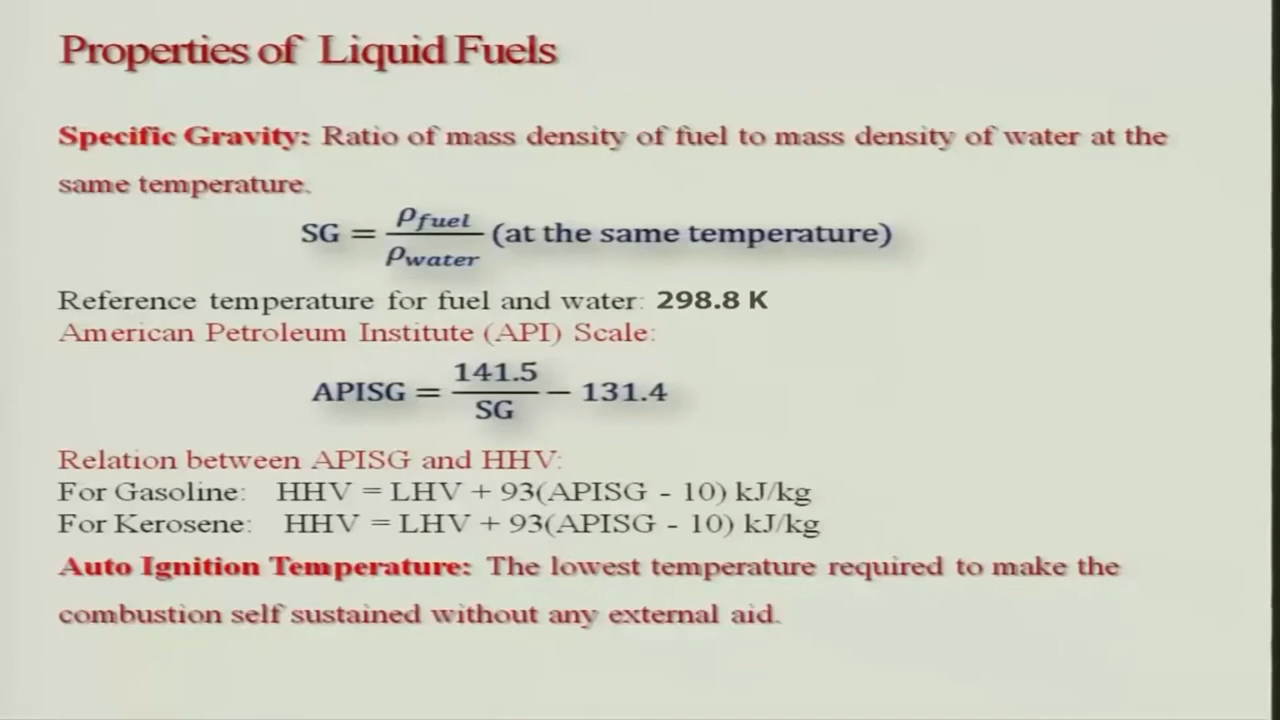 Properties of Liquid Fuels
Specific Gravity: Ratio of mass density of fuel to mass density of water at the
same temperature.
SG = ρfuel / ρwater (at the same temperature)
Reference temperature for fuel and water: 298.8 K
American Petroleum Institute (API) Scale:
APISG = 141.5 / SG − 131.4
Relation between APISG and HHV:
For Gasoline: HHV = LHV + 93(APISG - 10) kJ/kg
For Kerosene: HHV = LHV + 93(APISG - 10) kJ/kg
Auto Ignition Temperature: The lowest temperature required to make the
combustion self sustained without any external aid.